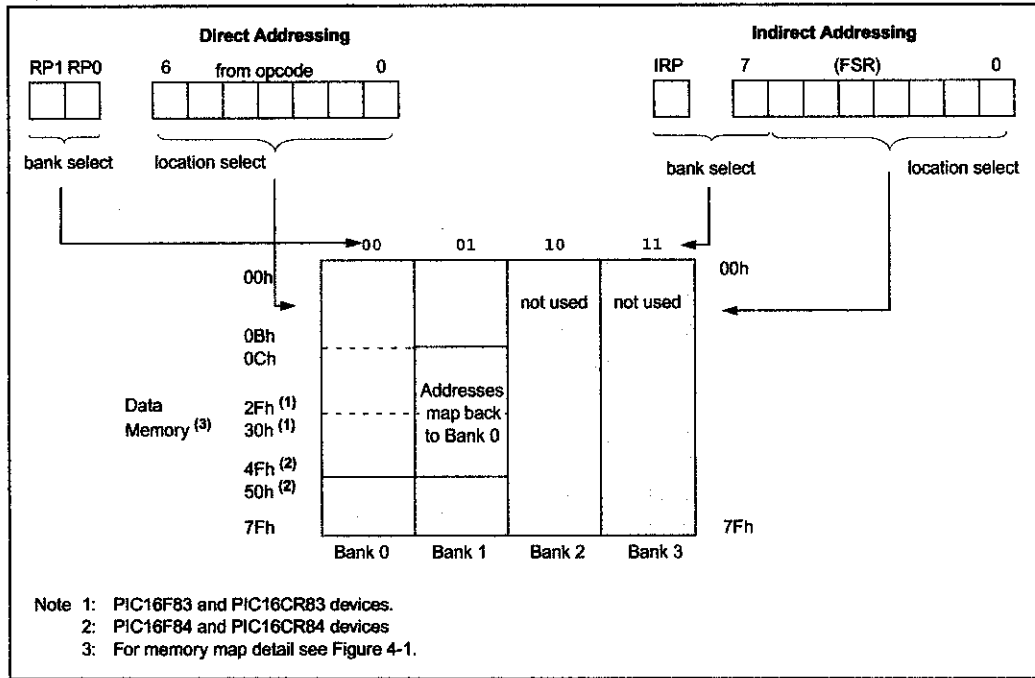 Direct Addressing
Indirect Addressing
RP1 RP0 6 from opcode 0
IRP 7 (FSR) 0
bank select location select
bank select location select
00 01 10 11
00h 00h
not used not used
0Bh
0Ch
Addresses
map back
to Bank 0
Data
Memory (3)
2Fh (1)
30h (1)
4Fh (2)
50h (2)
7Fh 7Fh
Bank 0 Bank 1 Bank 2 Bank 3
Note 1: PIC16F83 and PIC16CR83 devices.
2: PIC16F84 and PIC16CR84 devices
3: For memory map detail see Figure 4-1.